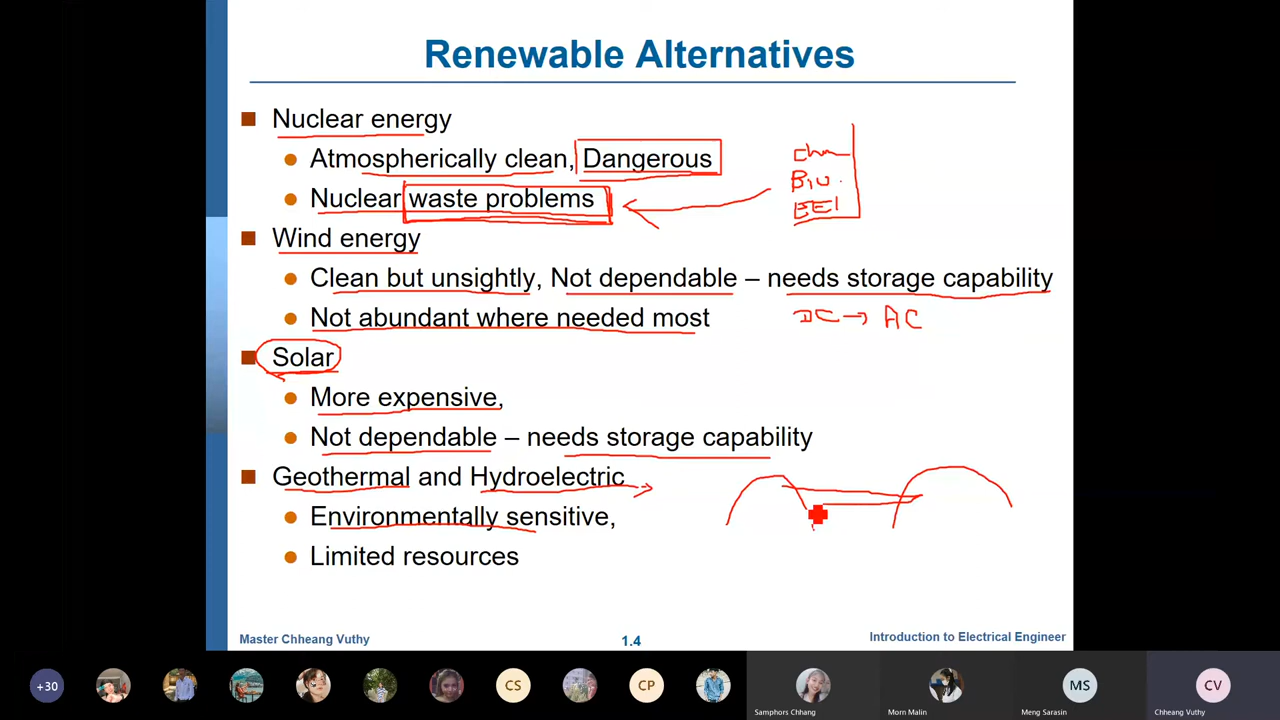 Renewable Alternatives
Nuclear energy
Atmospherically clean, Dangerous
Nuclear waste problems
Wind energy
Clean but unsightly, Not dependable – needs storage capability
Not abundant where needed most
DC → AC
Solar
More expensive,
Not dependable – needs storage capability
Geothermal and Hydroelectric
Environmentally sensitive,
Limited resources
Master Chheang Vuthy
1.4
Introduction to Electrical Engineer
+30
CS
CP
MS
CV
Samphors Chhang
Morn Malin
Meng Sarasin
Chheang Vuthy